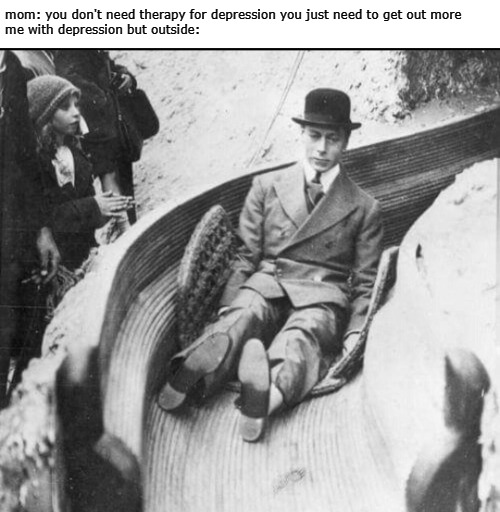 mom: you don't need therapy for depression you just need to get out more
me with depression but outside: